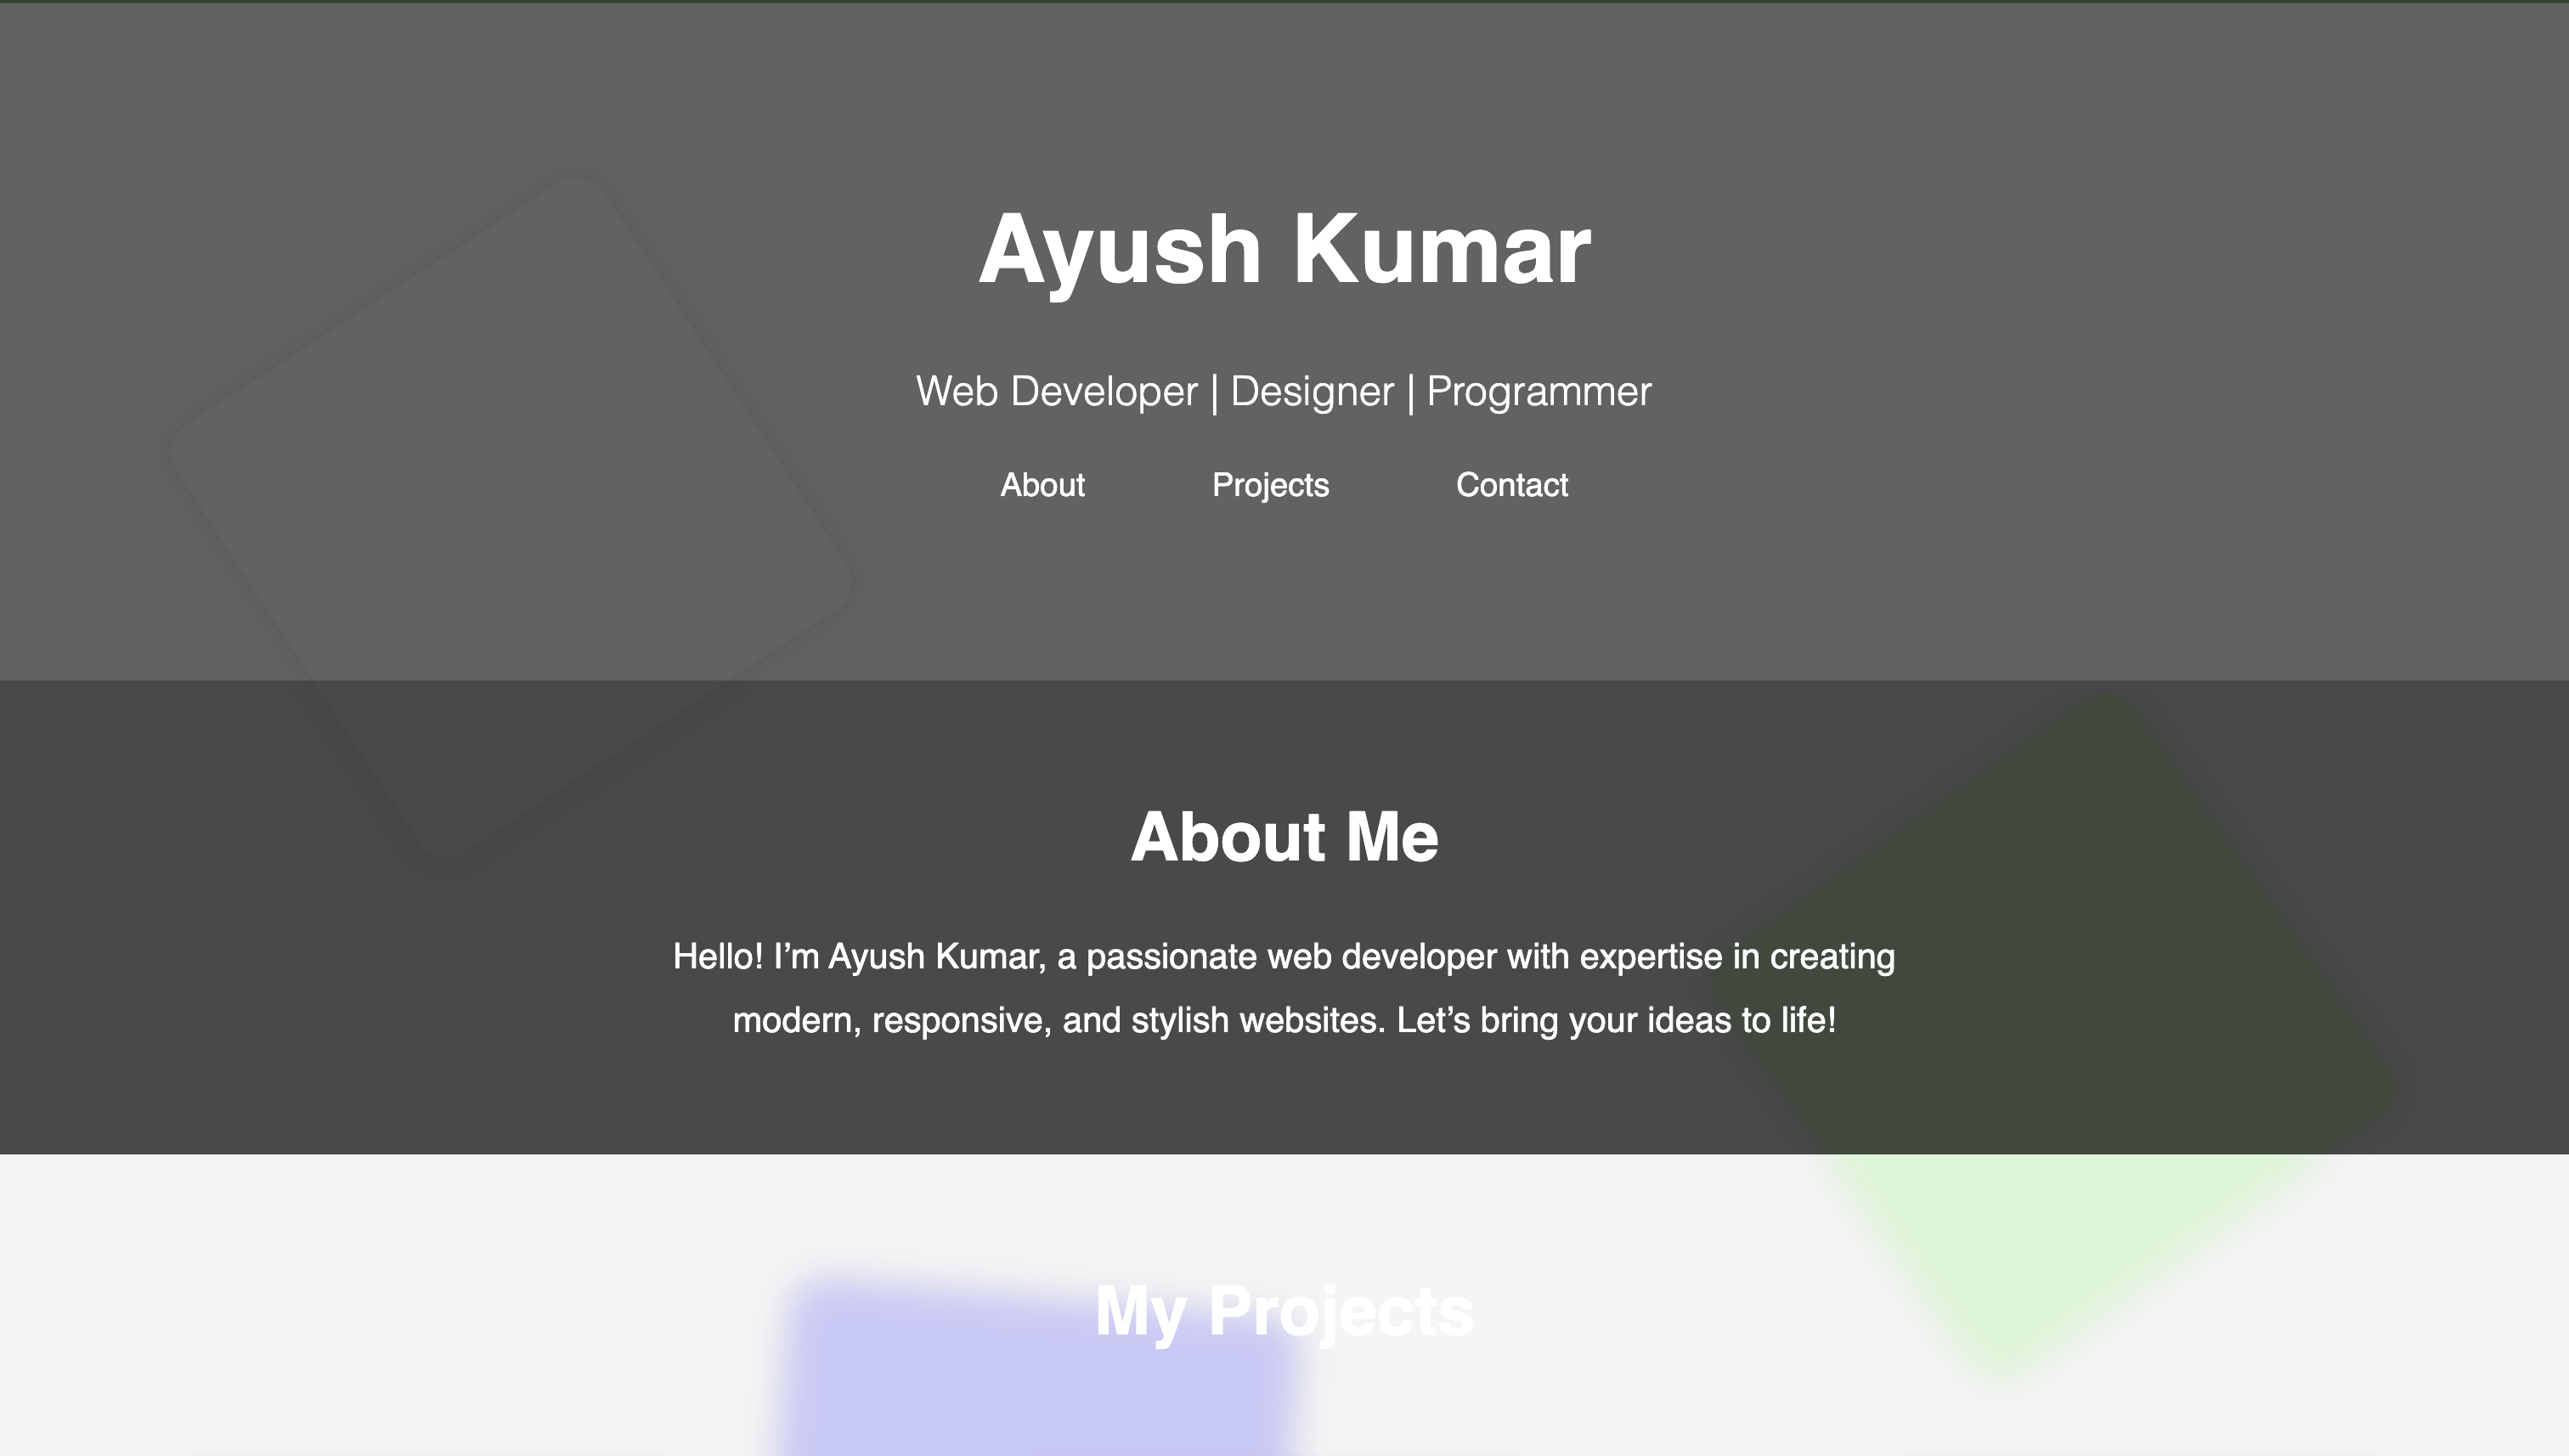 Ayush Kumar
Web Developer | Designer | Programmer
About Projects Contact
About Me
Hello! I’m Ayush Kumar, a passionate web developer with expertise in creating
modern, responsive, and stylish websites. Let’s bring your ideas to life!
My Projects